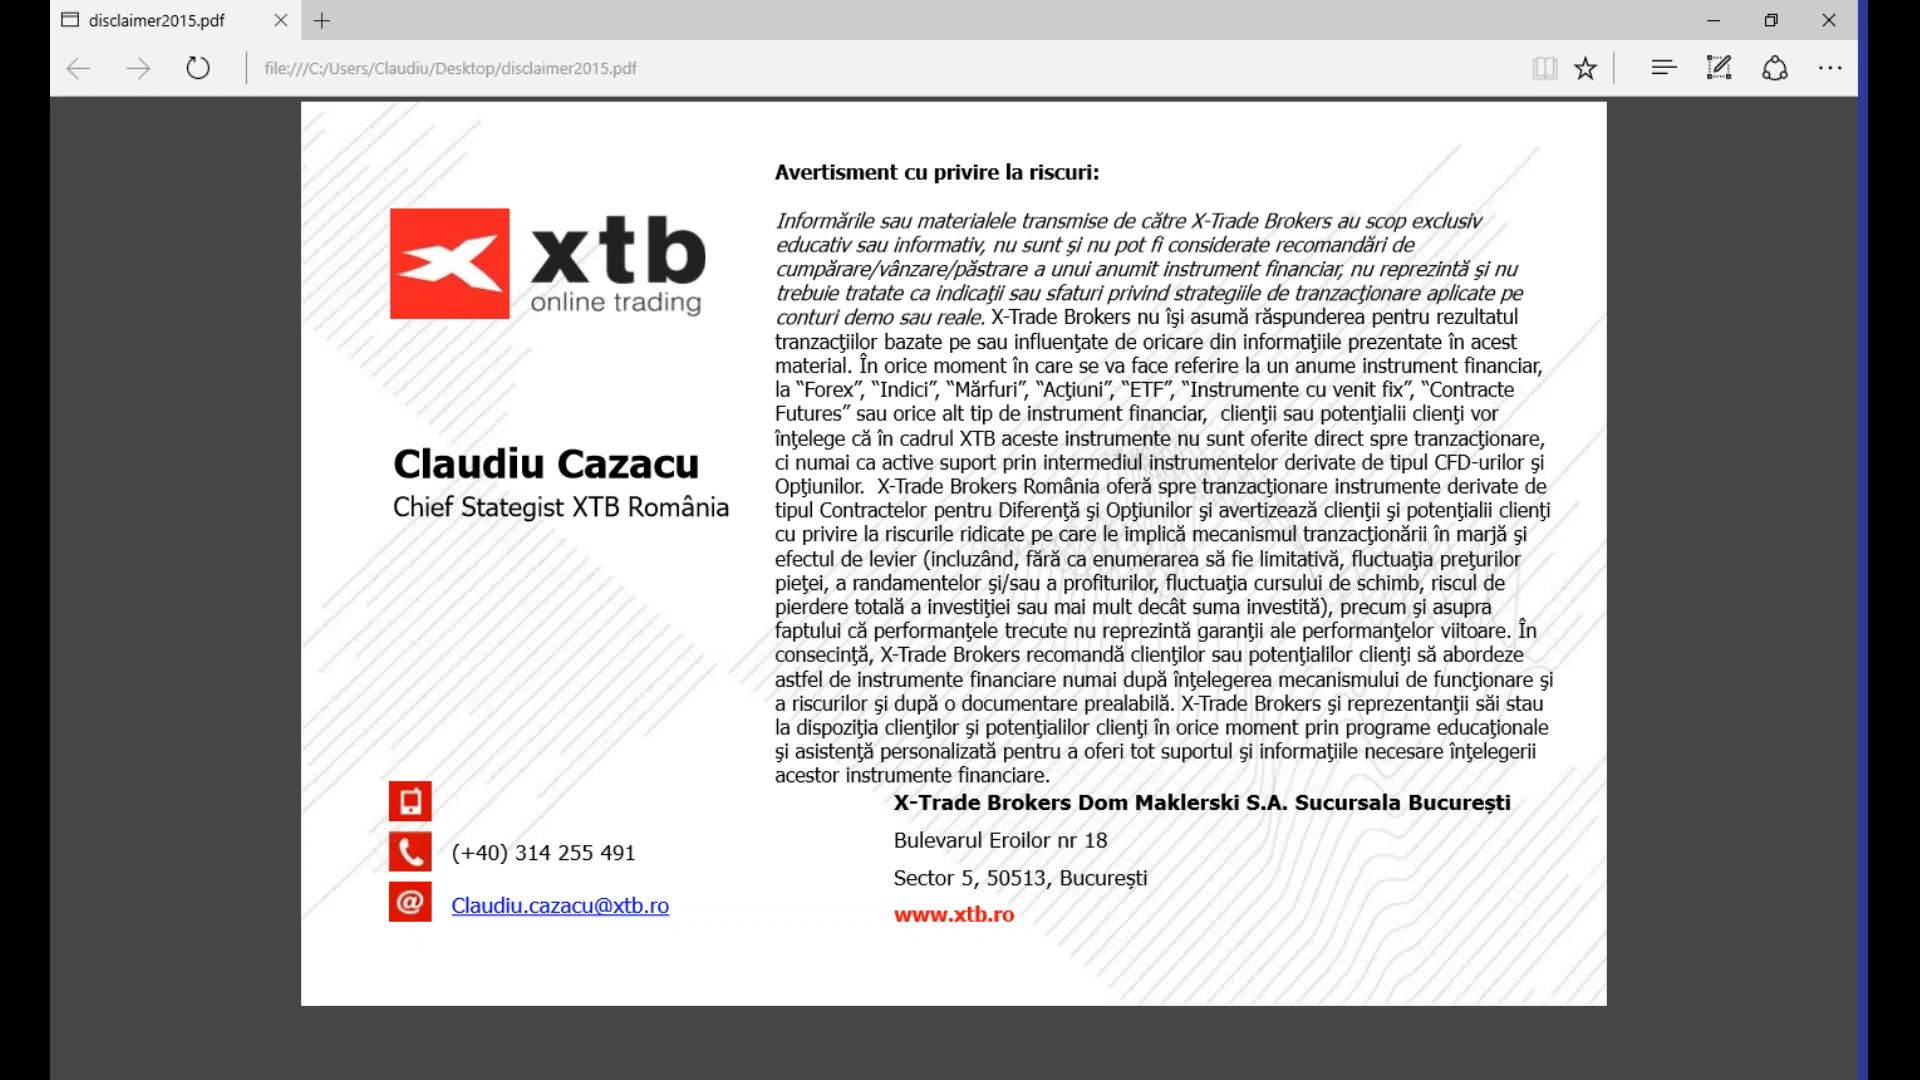 disclaimer2015.pdf
file:///C:/Users/Claudiu/Desktop/disclaimer2015.pdf
xtb
online trading
Claudiu Cazacu
Chief Stategist XTB România
(+40) 314 255 491
Claudiu.cazacu@xtb.ro
Avertisment cu privire la riscuri:
Informările sau materialele transmise de către X-Trade Brokers au scop exclusiv
educativ sau informativ, nu sunt şi nu pot fi considerate recomandări de
cumpărare/vânzare/păstrare a unui anumit instrument financiar, nu reprezintă şi nu
trebuie tratate ca indicaţii sau sfaturi privind strategiile de tranzacţionare aplicate pe
conturi demo sau reale. X-Trade Brokers nu îşi asumă răspunderea pentru rezultatul
tranzacţiilor bazate pe sau influenţate de oricare din informaţiile prezentate în acest
material. În orice moment în care se va face referire la un anume instrument financiar,
la “Forex”, “Indici”, “Mărfuri”, “Acţiuni”, “ETF”, “Instrumente cu venit fix”, “Contracte
Futures” sau orice alt tip de instrument financiar,  clienţii sau potenţialii clienţi vor
înţelege că în cadrul XTB aceste instrumente nu sunt oferite direct spre tranzacţionare,
ci numai ca active suport prin intermediul instrumentelor derivate de tipul CFD-urilor şi
Opţiunilor.  X-Trade Brokers România oferă spre tranzacţionare instrumente derivate de
tipul Contractelor pentru Diferenţă şi Opţiunilor şi avertizează clienţii şi potenţialii clienţi
cu privire la riscurile ridicate pe care le implică mecanismul tranzacţionării în marjă şi
efectul de levier (incluzând, fără ca enumerarea să fie limitativă, fluctuaţia preţurilor
pieţei, a randamentelor şi/sau a profiturilor, fluctuaţia cursului de schimb, riscul de
pierdere totală a investiţiei sau mai mult decât suma investită), precum şi asupra
faptului că performanţele trecute nu reprezintă garanţii ale performanţelor viitoare. În
consecinţă, X-Trade Brokers recomandă clienţilor sau potenţialilor clienţi să abordeze
astfel de instrumente financiare numai după înţelegerea mecanismului de funcţionare şi
a riscurilor şi după o documentare prealabilă. X-Trade Brokers şi reprezentanţii săi stau
la dispoziţia clienţilor şi potenţialilor clienţi în orice moment prin programe educaţionale
şi asistenţă personalizată pentru a oferi tot suportul şi informaţiile necesare înţelegerii
acestor instrumente financiare.
X-Trade Brokers Dom Maklerski S.A. Sucursala București
Bulevarul Eroilor nr 18
Sector 5, 50513, București
www.xtb.ro